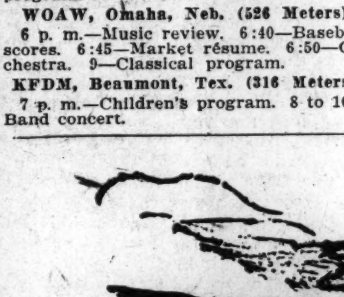 WOAW, Omaha, Neb. (526 Meters)
6 p. m.—Music review. 6:40—Baseb
scores. 6:45—Market résume. 6:50—O
chestra. 9—Classical program.
KFDM, Beaumont, Tex. (316 Meters
7 p. m.—Children's program. 8 to 10
Band concert.